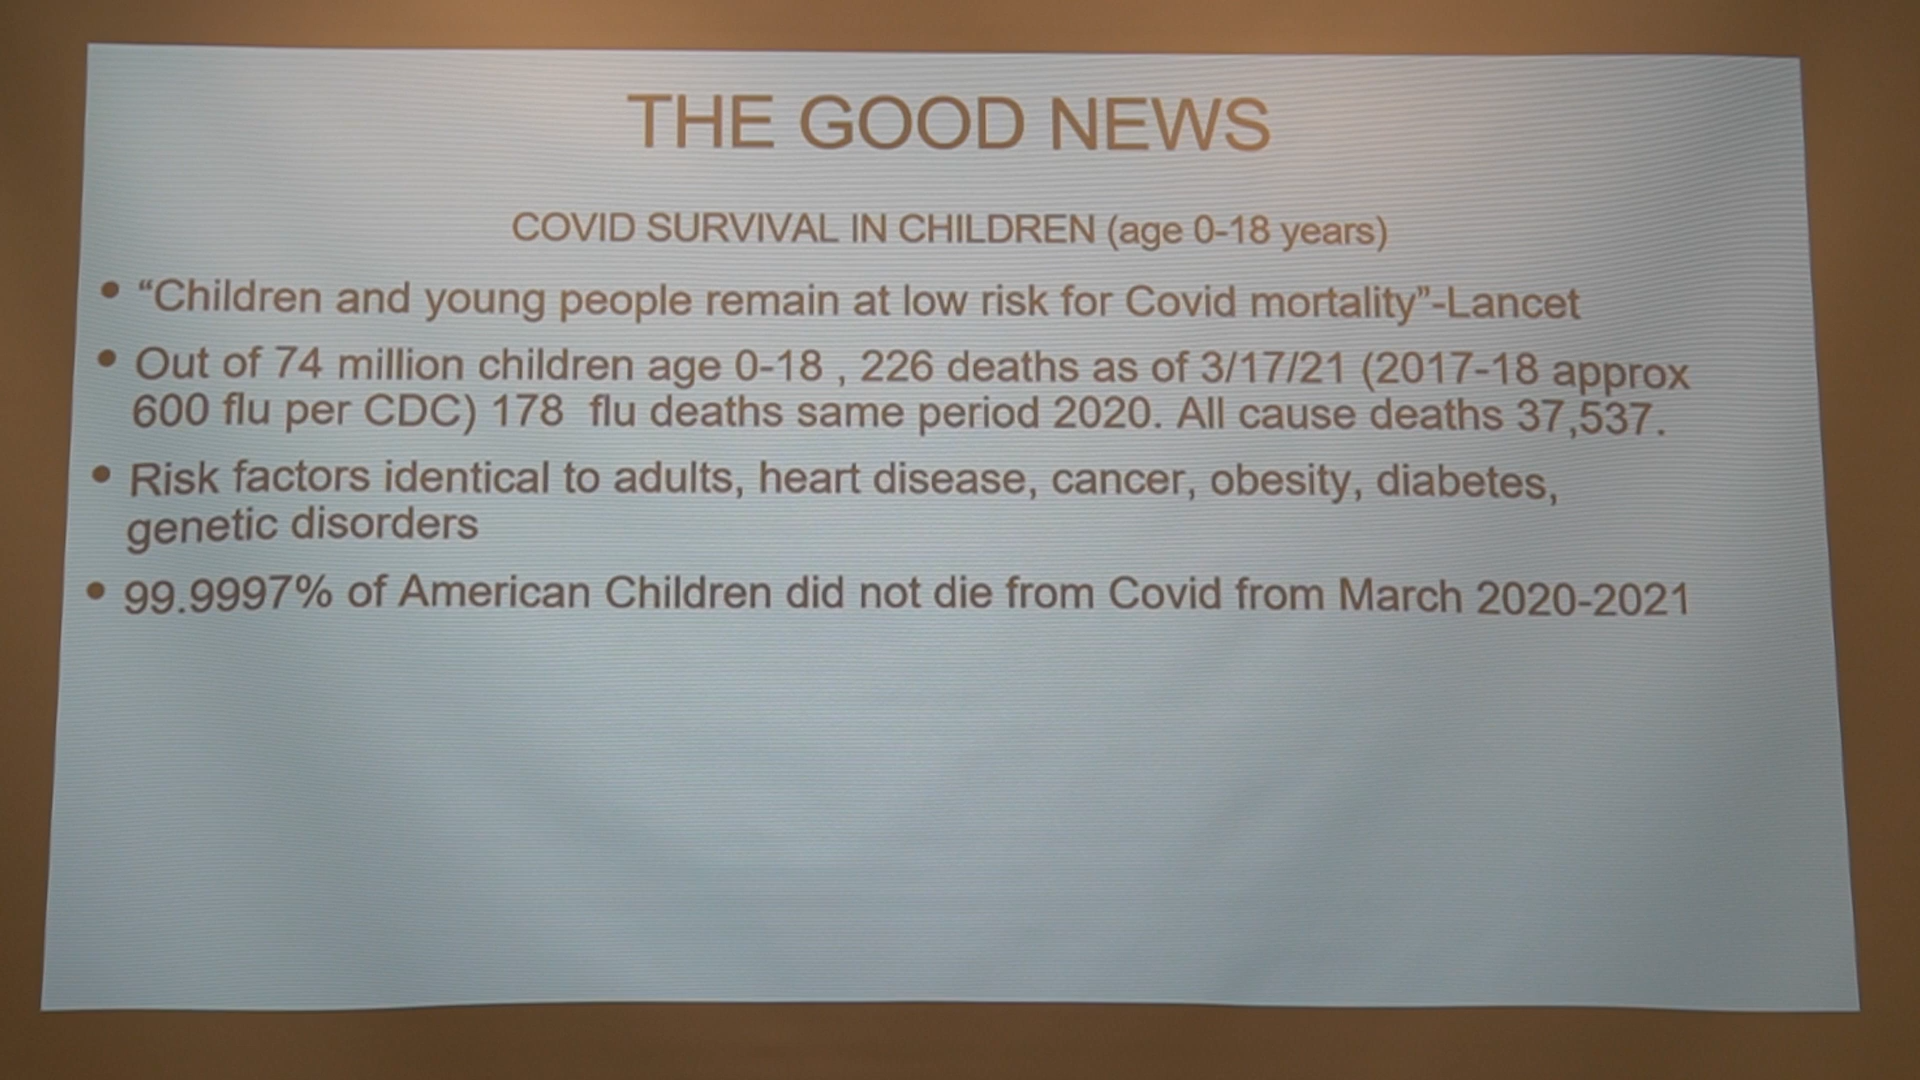 THE GOOD NEWS
COVID SURVIVAL IN CHILDREN (age 0-18 years)
• “Children and young people remain at low risk for Covid mortality”-Lancet
• Out of 74 million children age 0-18 , 226 deaths as of 3/17/21 (2017-18 approx
600 flu per CDC) 178 flu deaths same period 2020. All cause deaths 37,537.
• Risk factors identical to adults, heart disease, cancer, obesity, diabetes,
genetic disorders
• 99.9997% of American Children did not die from Covid from March 2020-2021